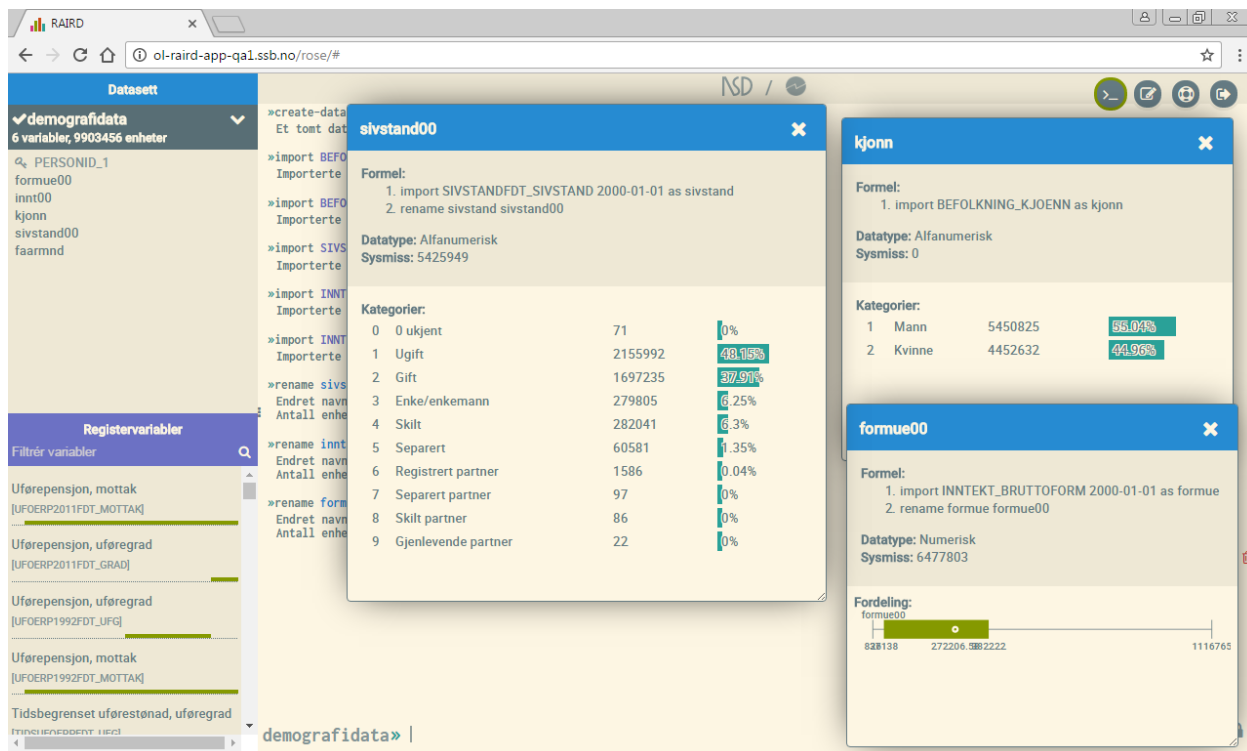 RAIRD
ol-raird-app-qa1.ssb.no/rose/#
Datasett
NSD /
demografidata
6 variabler, 9903456 enheter
PERSONID_1
formue00
innt00
kjonn
sivstand00
faarmnd
Registervariabler
Filtrér variabler
Uførepensjon, mottak
[UFOERP2011FDT_MOTTAK]
Uførepensjon, uføregrad
[UFOERP2011FDT_GRAD]
Uførepensjon, uføregrad
[UFOERP1992FDT_UFG]
Uførepensjon, mottak
[UFOERP1992FDT_MOTTAK]
Tidsbegrenset uførestønad, uføregrad
»create-data
Et tomt dat
»import BEFO
Importerte
»import BEFO
Importerte
»import SIVS
Importerte
»import INNT
Importerte
»import INNT
Importerte
»rename sivs
Endret navn
Antall enhe
»rename innt
Endret navn
Antall enhe
»rename form
Endret navn
Antall enhe
demografidata»
sivstand00
Formel:
1. import SIVSTANDFDT_SIVSTAND 2000-01-01 as sivstand
2. rename sivstand sivstand00
Datatype: Alfanumerisk
Sysmiss: 5425949
Kategorier:
0 0 ukjent 71 0%
1 Ugift 2155992 48.15%
2 Gift 1697235 37.91%
3 Enke/enkemann 279805 6.25%
4 Skilt 282041 6.3%
5 Separert 60581 1.35%
6 Registrert partner 1586 0.04%
7 Separert partner 97 0%
8 Skilt partner 86 0%
9 Gjenlevende partner 22 0%
kjonn
Formel:
1. import BEFOLKNING_KJOENN as kjonn
Datatype: Alfanumerisk
Sysmiss: 0
Kategorier:
1 Mann 5450825 55.04%
2 Kvinne 4452632 44.96%
formue00
Formel:
1. import INNTEKT_BRUTTOFORM 2000-01-01 as formue
2. rename formue formue00
Datatype: Numerisk
Sysmiss: 6477803
Fordeling:
formue00
1116765